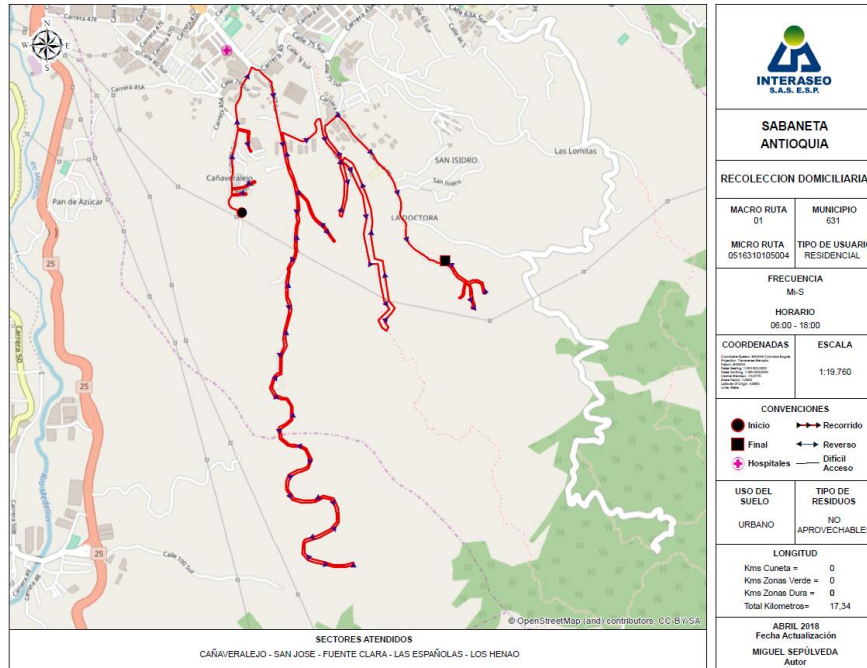 N
W
E
S
Carrera 45A
Cañaveralejo
SAN ISIDRO
San Isidro
LA DOCTORA
Las Lomitas
Pan de Azúcar
25
25
25
Carrera 50
Calle 100 Sur
© OpenStreetMap (and) contributors, CC-BY-SA
SECTORES ATENDIDOS
CAÑAVERALEJO - SAN JOSE - FUENTE CLARA - LAS ESPAÑOLAS - LOS HENAO
INTERASEO
S.A.S. E.S.P.
SABANETA
ANTIOQUIA
RECOLECCION DOMICILIARIA
MACRO RUTA
01
MUNICIPIO
631
MICRO RUTA
0516310105004
TIPO DE USUARIO
RESIDENCIAL
FRECUENCIA
Mi-S
HORARIO
06:00 - 18:00
COORDENADAS
ESCALA
1:19.760
CONVENCIONES
Inicio
Recorrido
Final
Reverso
Hospitales
Difícil
Acceso
USO DEL
SUELO
URBANO
TIPO DE
RESIDUOS
NO
APROVECHABLES
LONGITUD
Kms Cuneta = 0
Kms Zonas Verde = 0
Kms Zonas Dura = 0
Total Kilometros= 17,34
ABRIL 2018
Fecha Actualización
MIGUEL SEPÚLVEDA
Autor